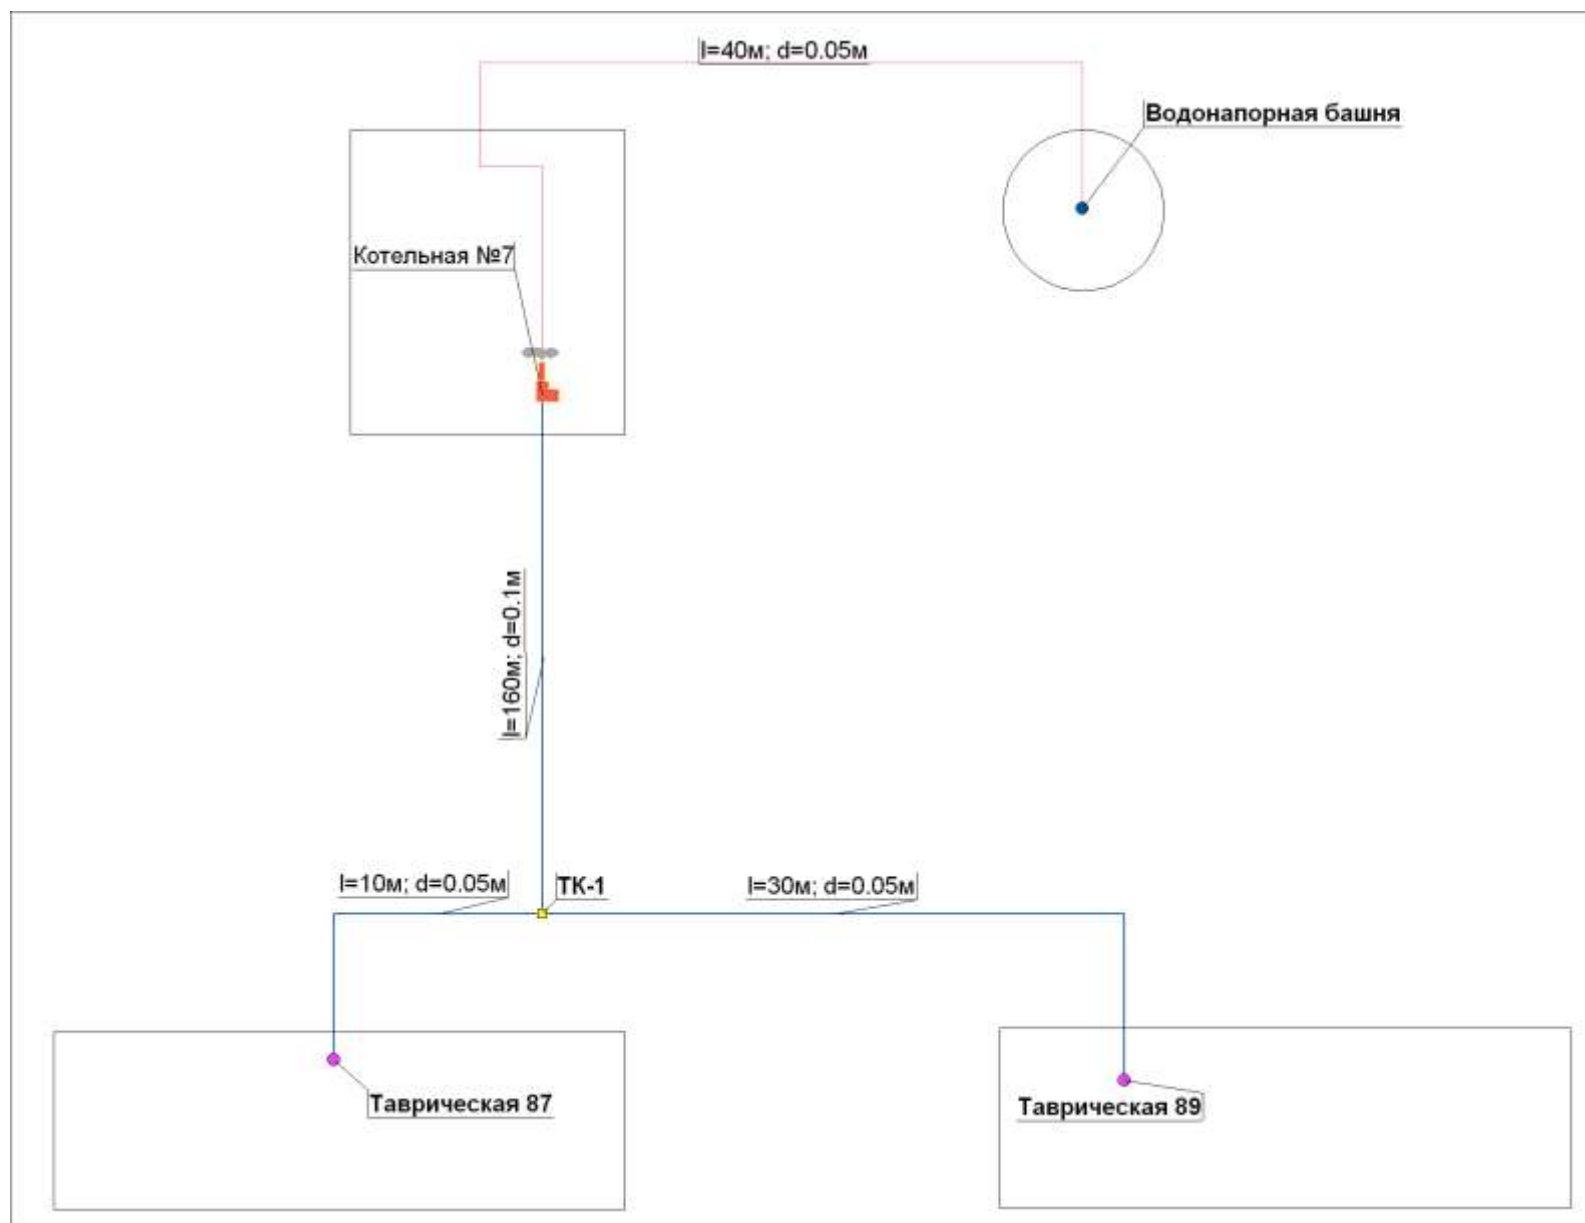 l=40м; d=0.05м
Водонапорная башня
Котельная №7
l=160м; d=0.1м
l=10м; d=0.05м
ТК-1
l=30м; d=0.05м
Таврическая 87
Таврическая 89